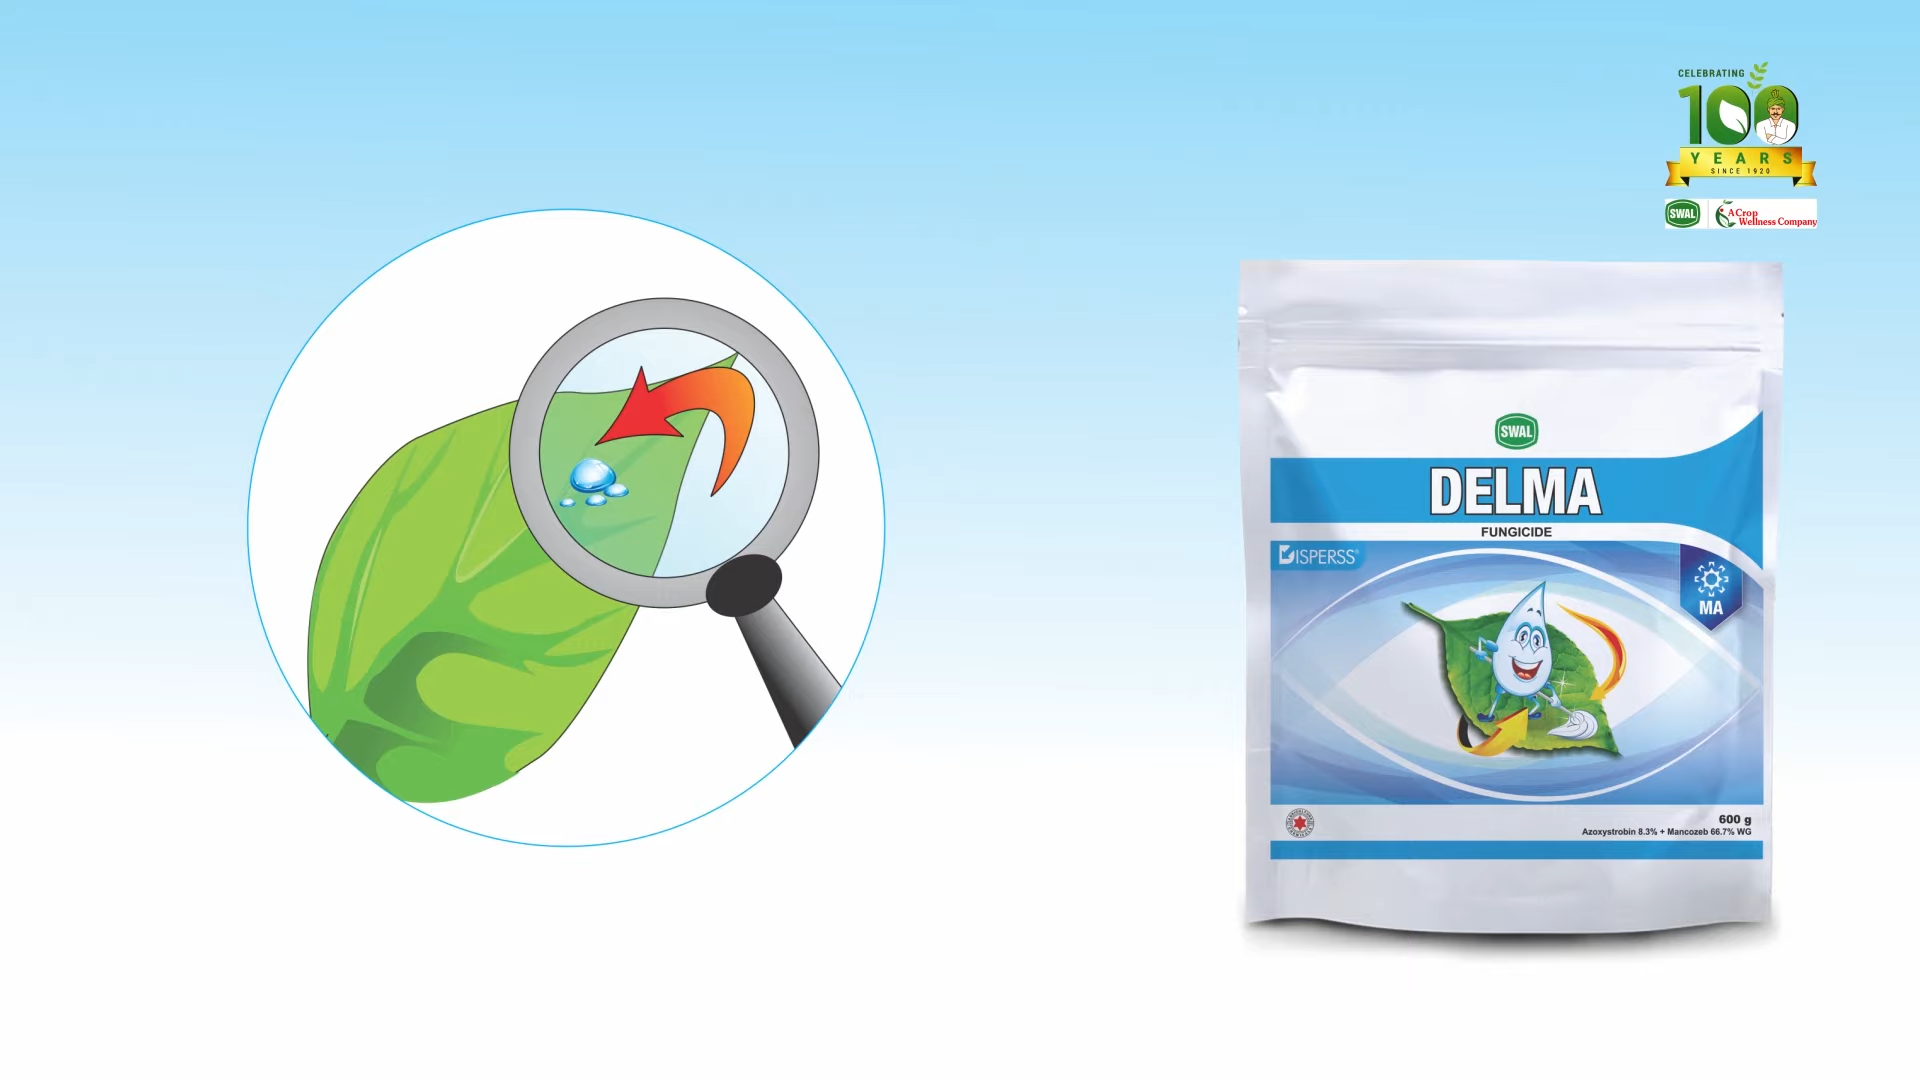 CELEBRATING
100
YEARS
SINCE 1920
SWAL
A Crop
Wellness Company
SWAL
DELMA
FUNGICIDE
DISPERSS®
MA
600 g
Azoxystrobin 8.3% + Mancozeb 66.7% WG